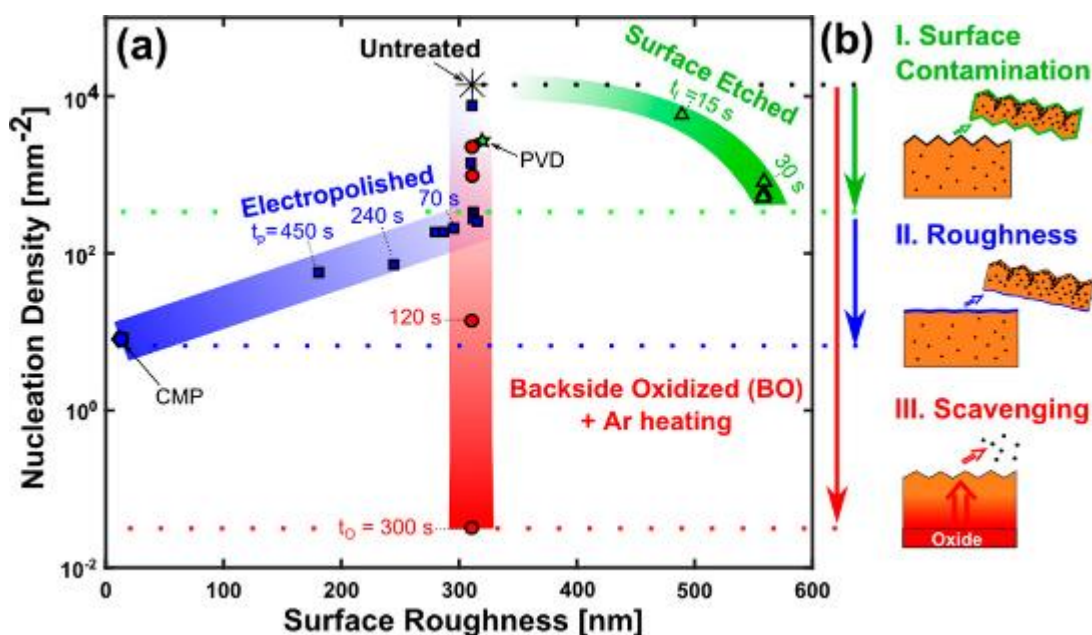 (a)
Untreated
Surface Etched
tᵢ=15 s
30 s
PVD
Electropolished
70 s
240 s
tₚ=450 s
120 s
CMP
Backside Oxidized (BO)
+ Ar heating
t_O = 300 s
Nucleation Density [mm⁻²]
10⁴
10²
10⁰
10⁻²
0
100
200
300
400
500
600
Surface Roughness [nm]
(b)
I. Surface
Contamination
II. Roughness
III. Scavenging
Oxide